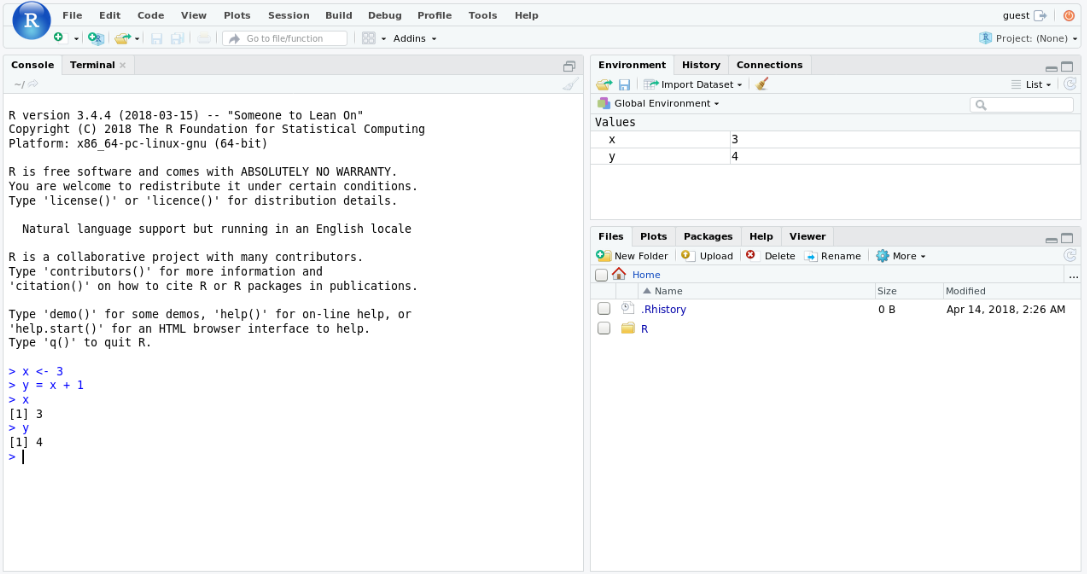 R File Edit Code View Plots Session Build Debug Profile Tools Help guest
Go to file/function Addins Project: (None)
Console Terminal
~/
R version 3.4.4 (2018-03-15) -- "Someone to Lean On"
Copyright (C) 2018 The R Foundation for Statistical Computing
Platform: x86_64-pc-linux-gnu (64-bit)
R is free software and comes with ABSOLUTELY NO WARRANTY.
You are welcome to redistribute it under certain conditions.
Type 'license()' or 'licence()' for distribution details.
Natural language support but running in an English locale
R is a collaborative project with many contributors.
Type 'contributors()' for more information and
'citation()' on how to cite R or R packages in publications.
Type 'demo()' for some demos, 'help()' for on-line help, or
'help.start()' for an HTML browser interface to help.
Type 'q()' to quit R.
> x <- 3
> y = x + 1
> x
[1] 3
> y
[1] 4
>
Environment History Connections
Import Dataset List
Global Environment
Values
x 3
y 4
Files Plots Packages Help Viewer
New Folder Upload Delete Rename More
Home ...
Name Size Modified
.Rhistory 0 B Apr 14, 2018, 2:26 AM
R